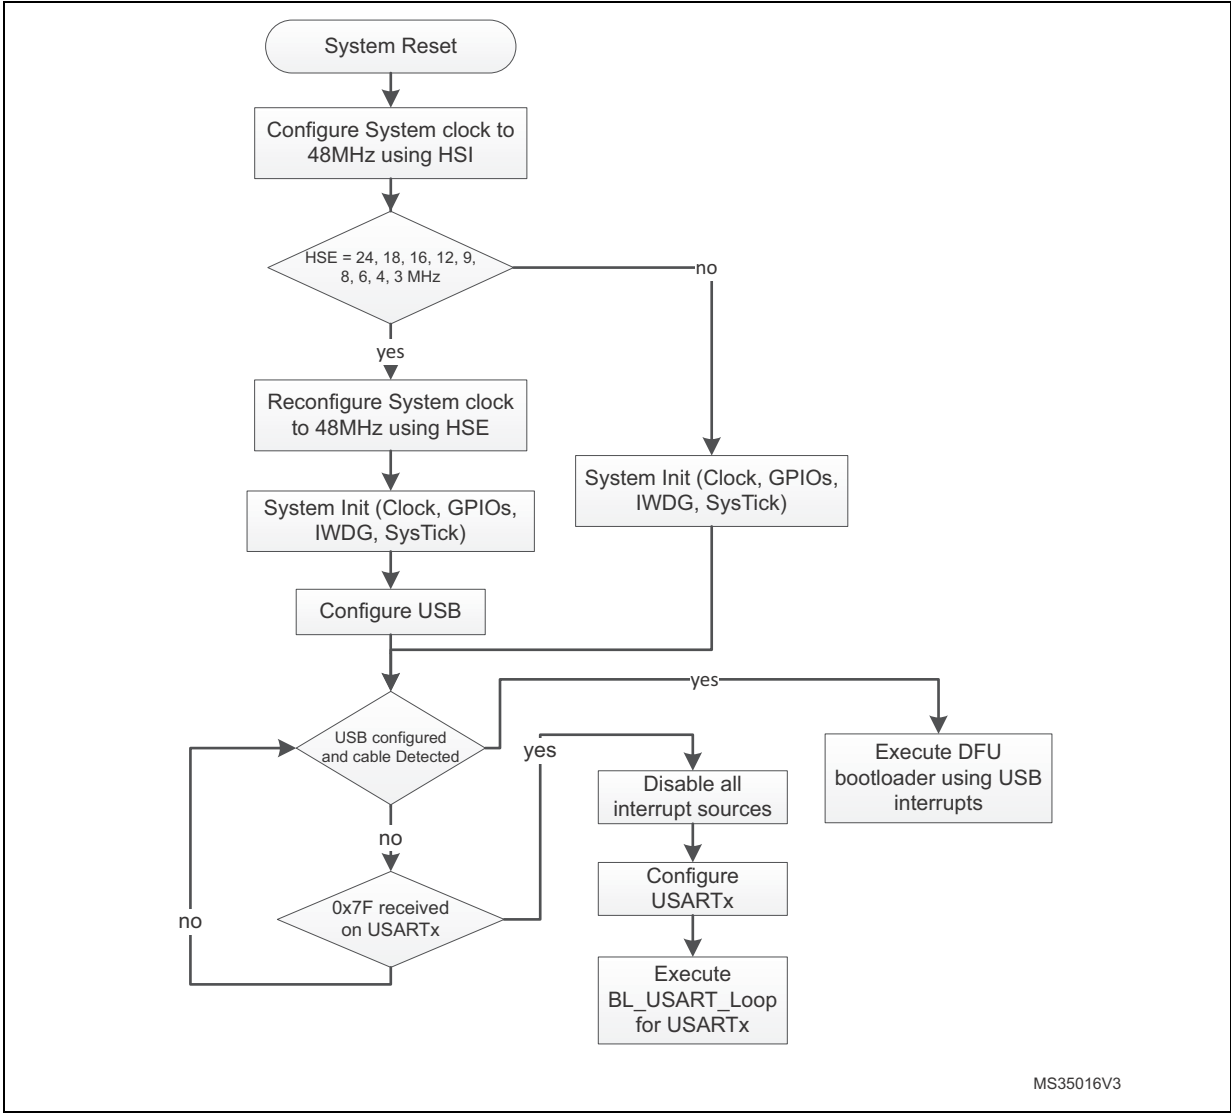 System Reset
Configure System clock to
48MHz using HSI
HSE = 24, 18, 16, 12, 9,
8, 6, 4, 3 MHz
no
yes
Reconfigure System clock
to 48MHz using HSE
System Init (Clock, GPIOs,
IWDG, SysTick)
System Init (Clock, GPIOs,
IWDG, SysTick)
Configure USB
yes
USB configured
and cable Detected
yes
Execute DFU
bootloader using USB
interrupts
Disable all
interrupt sources
no
Configure
USARTx
0x7F received
on USARTx
no
Execute
BL_USART_Loop
for USARTx
MS35016V3